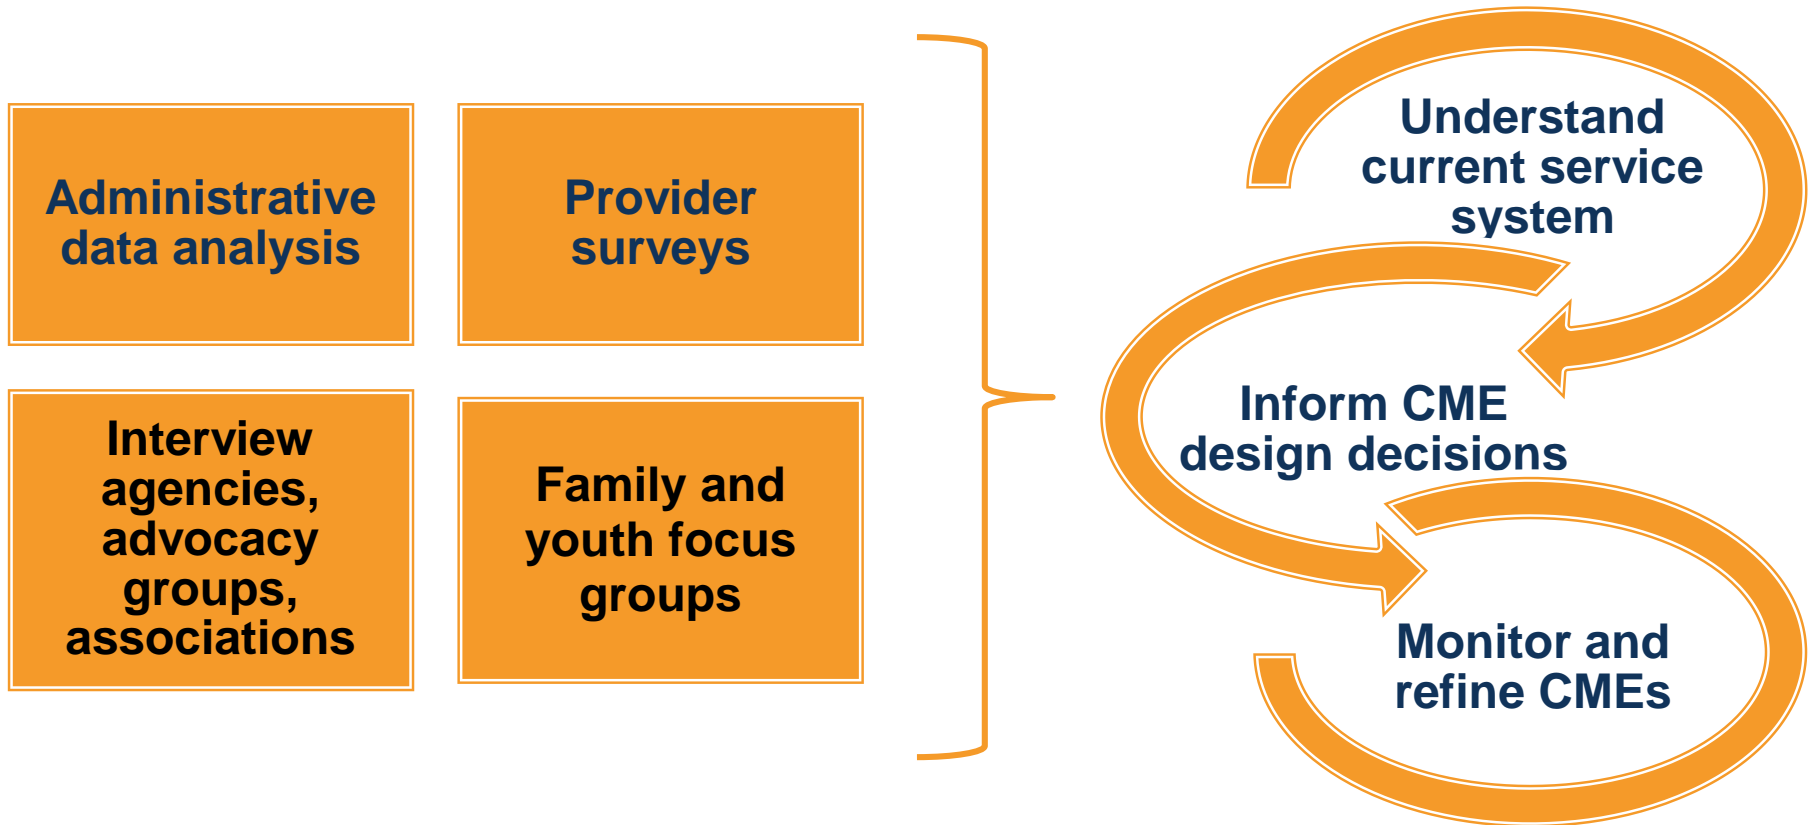 Administrative
data analysis
Provider
surveys
Interview
agencies,
advocacy
groups,
associations
Family and
youth focus
groups
Understand
current service
system
Inform CME
design decisions
Monitor and
refine CMEs